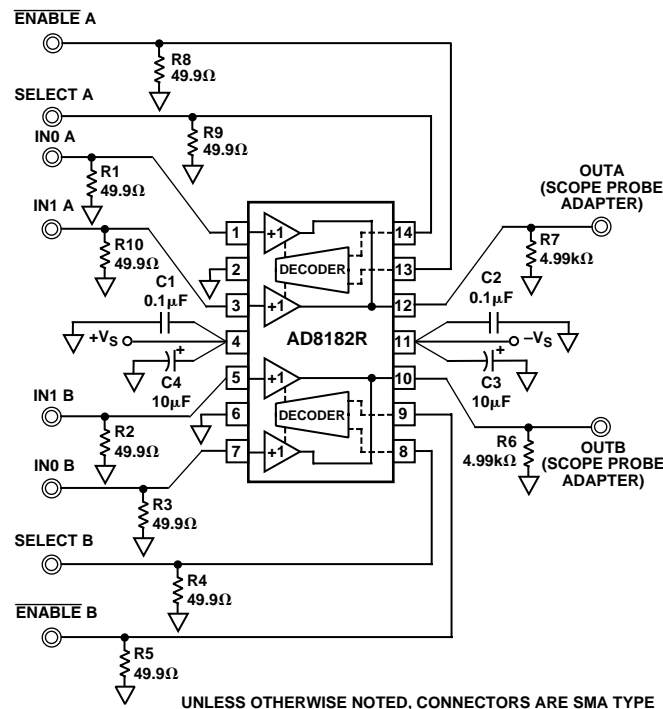 ENABLE A
R8
49.9Ω
SELECT A
R9
49.9Ω
IN0 A
R1
49.9Ω
IN1 A
R10
49.9Ω
OUTA
(SCOPE PROBE
ADAPTER)
R7
4.99kΩ
1
+1
14
2
DECODER
13
3
+1
12
C1
0.1μF
C2
0.1μF
+VS
4
AD8182R
11
–VS
+
C4
10μF
+
C3
10μF
5
+1
10
IN1 B
R2
49.9Ω
6
DECODER
9
7
+1
8
R6
4.99kΩ
OUTB
(SCOPE PROBE
ADAPTER)
IN0 B
R3
49.9Ω
SELECT B
R4
49.9Ω
ENABLE B
R5
49.9Ω
UNLESS OTHERWISE NOTED, CONNECTORS ARE SMA TYPE